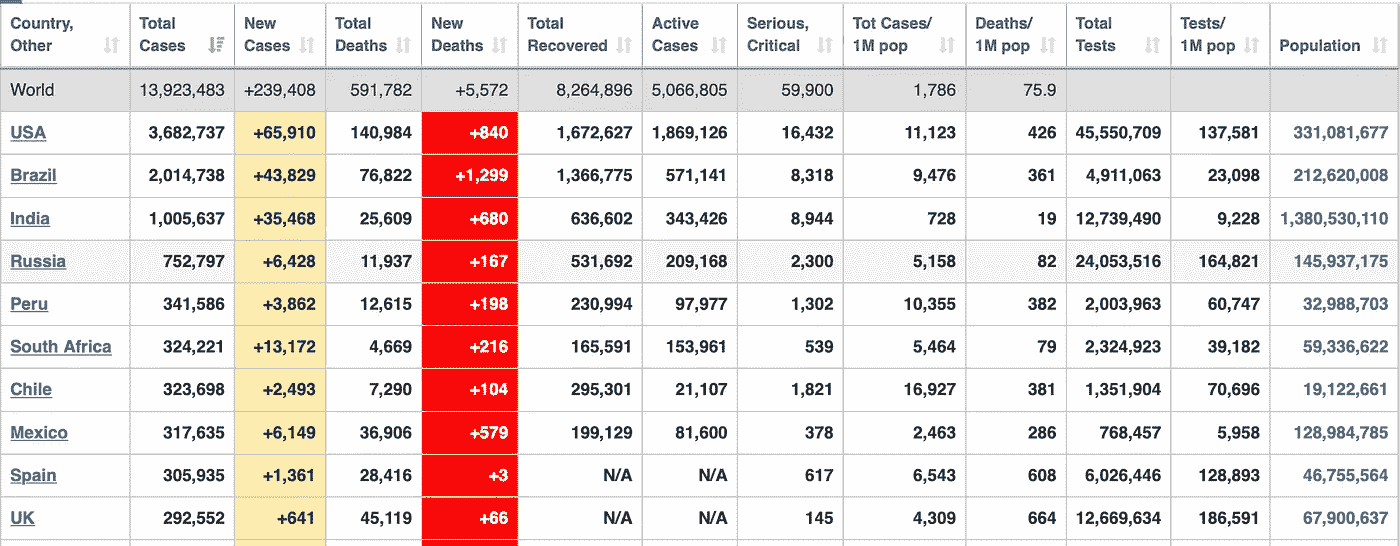 Country, Other Total Cases New Cases Total Deaths New Deaths Total Recovered Active Cases Serious, Critical Tot Cases/ 1M pop Deaths/ 1M pop Total Tests Tests/ 1M pop Population
World 13,923,483 +239,408 591,782 +5,572 8,264,896 5,066,805 59,900 1,786 75.9
USA 3,682,737 +65,910 140,984 +840 1,672,627 1,869,126 16,432 11,123 426 45,550,709 137,581 331,081,677
Brazil 2,014,738 +43,829 76,822 +1,299 1,366,775 571,141 8,318 9,476 361 4,911,063 23,098 212,620,008
India 1,005,637 +35,468 25,609 +680 636,602 343,426 8,944 728 19 12,739,490 9,228 1,380,530,110
Russia 752,797 +6,428 11,937 +167 531,692 209,168 2,300 5,158 82 24,053,516 164,821 145,937,175
Peru 341,586 +3,862 12,615 +198 230,994 97,977 1,302 10,355 382 2,003,963 60,747 32,988,703
South Africa 324,221 +13,172 4,669 +216 165,591 153,961 539 5,464 79 2,324,923 39,182 59,336,622
Chile 323,698 +2,493 7,290 +104 295,301 21,107 1,821 16,927 381 1,351,904 70,696 19,122,661
Mexico 317,635 +6,149 36,906 +579 199,129 81,600 378 2,463 286 768,457 5,958 128,984,785
Spain 305,935 +1,361 28,416 +3 N/A N/A 617 6,543 608 6,026,446 128,893 46,755,564
UK 292,552 +641 45,119 +66 N/A N/A 145 4,309 664 12,669,634 186,591 67,900,637